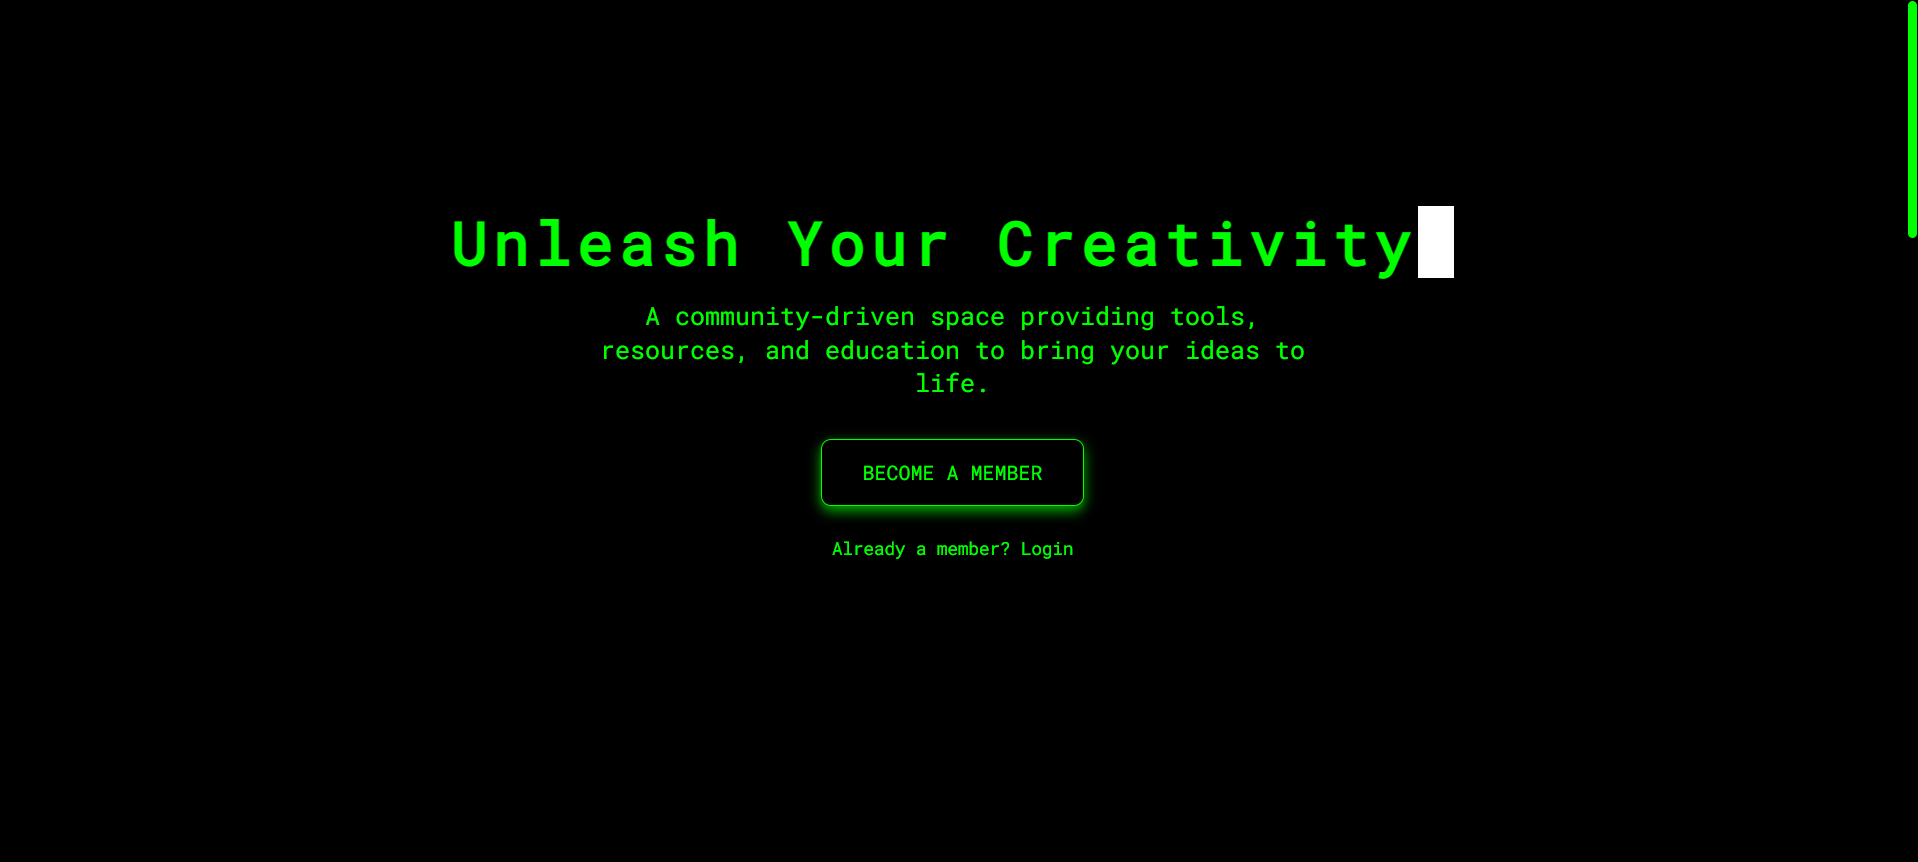 Unleash Your Creativity
A community-driven space providing tools,
resources, and education to bring your ideas to
life.
BECOME A MEMBER
Already a member? Login